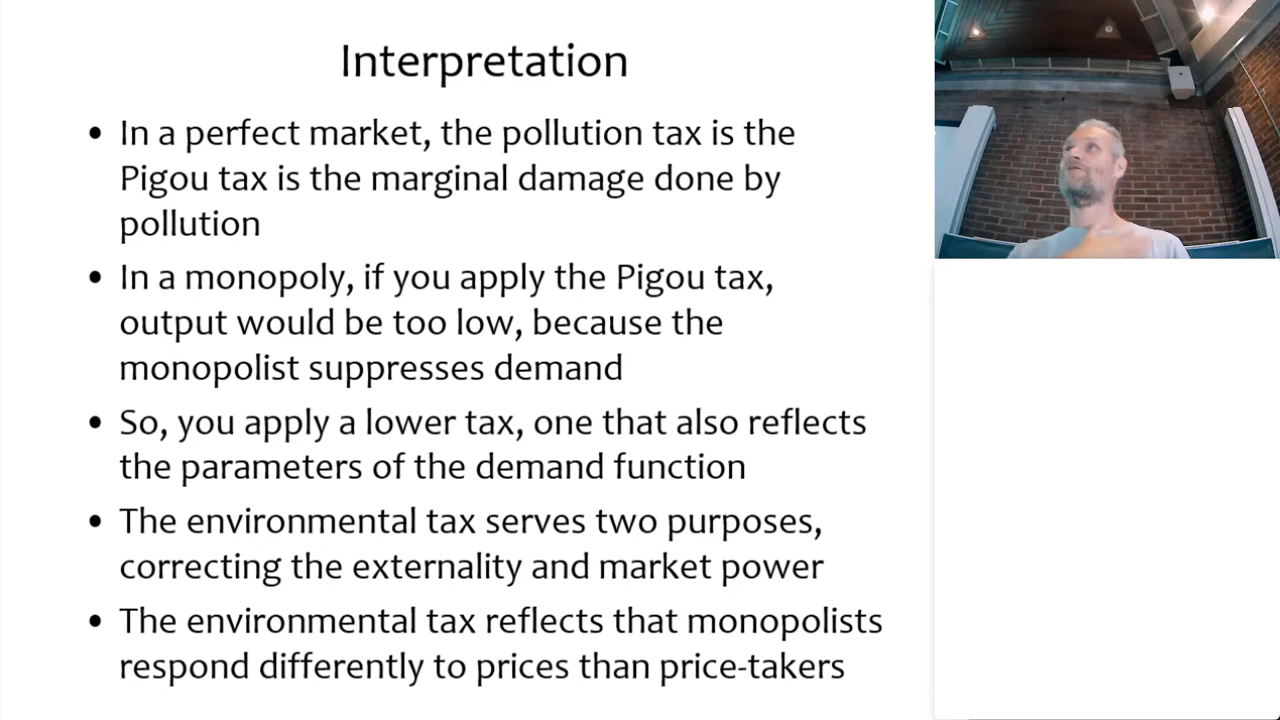 Interpretation
• In a perfect market, the pollution tax is the
Pigou tax is the marginal damage done by
pollution
• In a monopoly, if you apply the Pigou tax,
output would be too low, because the
monopolist suppresses demand
• So, you apply a lower tax, one that also reflects
the parameters of the demand function
• The environmental tax serves two purposes,
correcting the externality and market power
• The environmental tax reflects that monopolists
respond differently to prices than price-takers